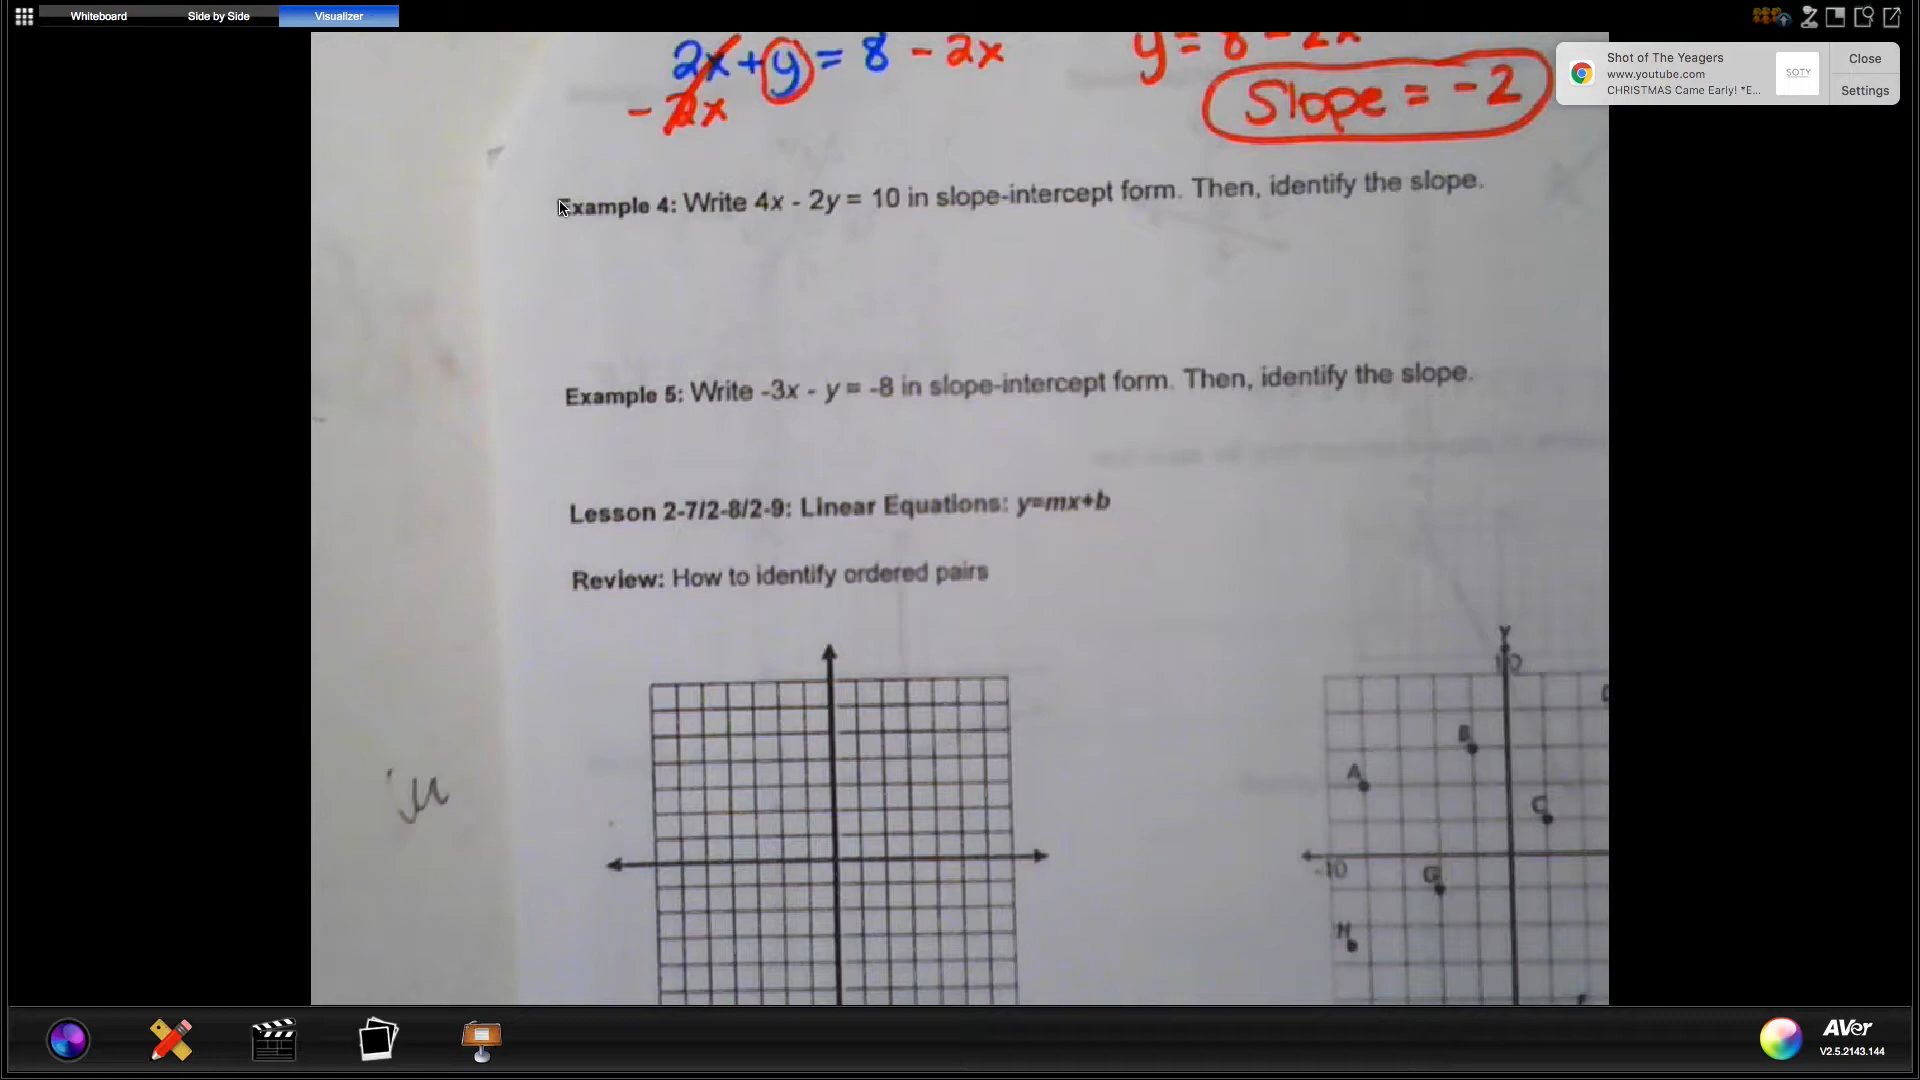 Whiteboard
Side by Side
Visualizer
Shot of The Yeagers
www.youtube.com
CHRISTMAS Came Early! *E...
SOTY
Close
Settings
2x + y = 8 - 2x
- 2x
y = 8 - 2x
Slope = -2
Example 4: Write 4x - 2y = 10 in slope-intercept form. Then, identify the slope.
Example 5: Write -3x - y = -8 in slope-intercept form. Then, identify the slope.
Lesson 2-7/2-8/2-9: Linear Equations: y=mx+b
Review: How to identify ordered pairs
Y
10
B
A
C
-10
G
H
AVer
V2.5.2143.144